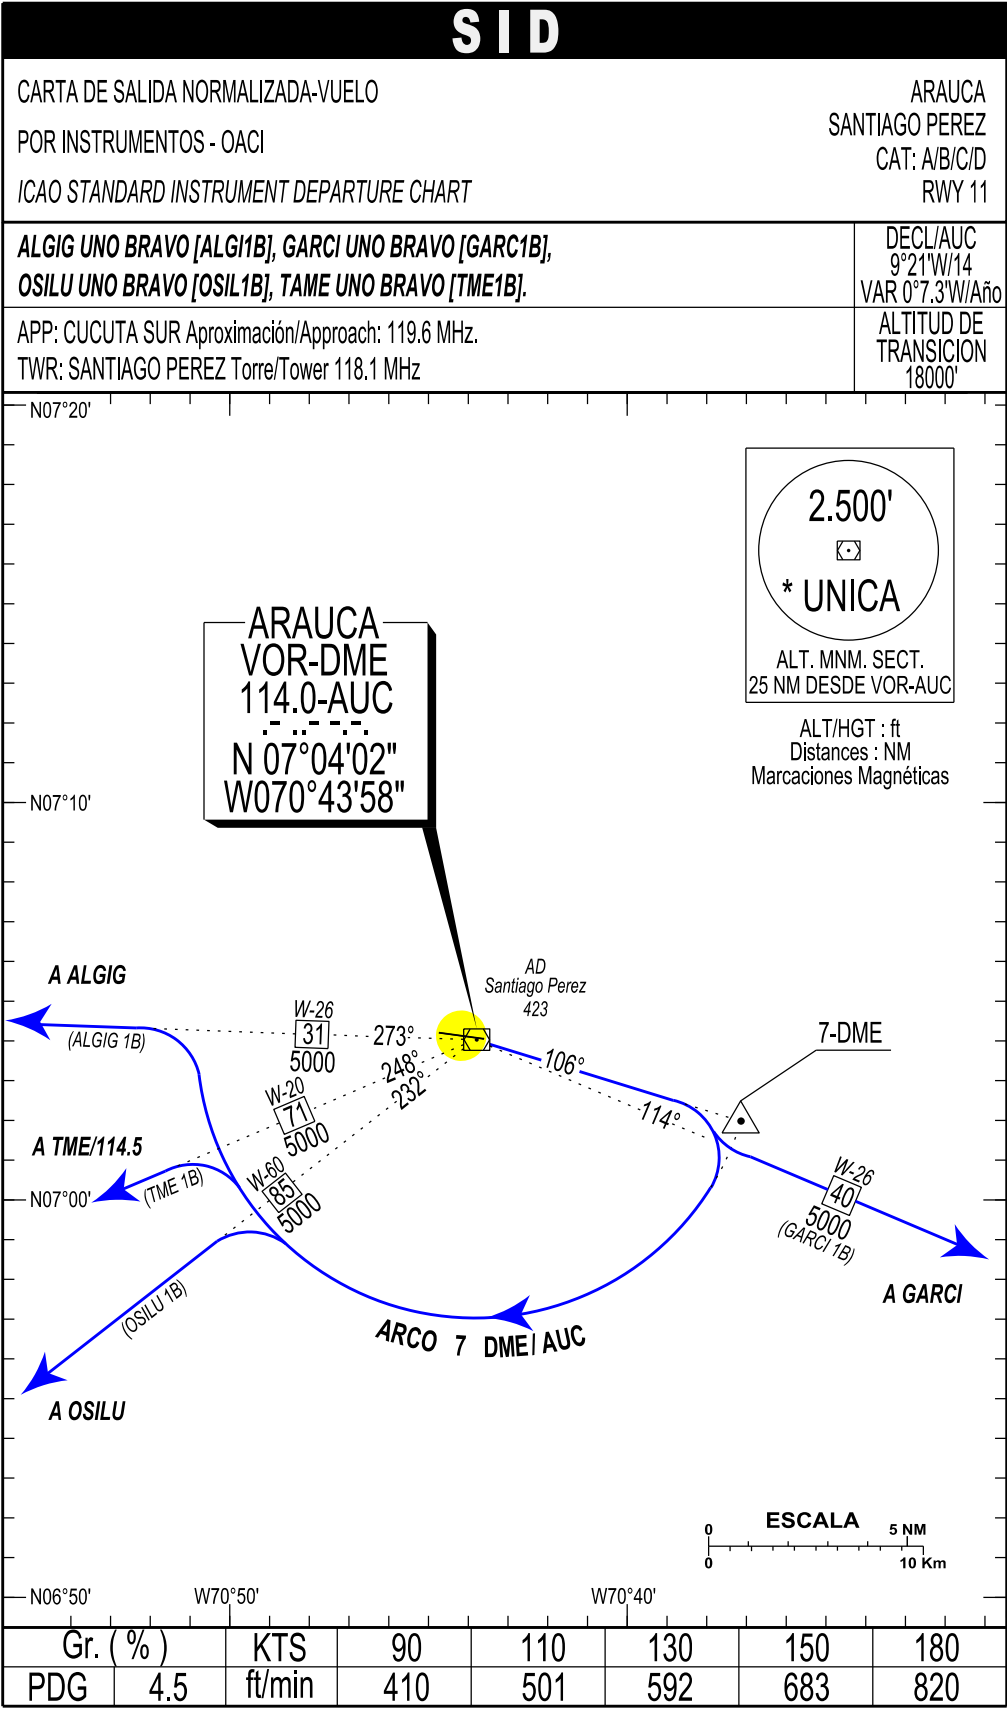 SID
CARTA DE SALIDA NORMALIZADA-VUELO
POR INSTRUMENTOS - OACI
ICAO STANDARD INSTRUMENT DEPARTURE CHART
ARAUCA
SANTIAGO PEREZ
CAT: A/B/C/D
RWY 11
ALGIG UNO BRAVO [ALGI1B], GARCI UNO BRAVO [GARC1B],
OSILU UNO BRAVO [OSIL1B], TAME UNO BRAVO [TME1B].
DECL/AUC
9°21'W/14
VAR 0°7.3'W/Año
APP: CUCUTA SUR Aproximación/Approach: 119.6 MHz.
TWR: SANTIAGO PEREZ Torre/Tower 118.1 MHz
ALTITUD DE
TRANSICION
18000'
N07°20'
2.500'
* UNICA
ALT. MNM. SECT.
25 NM DESDE VOR-AUC
ALT/HGT : ft
Distances : NM
Marcaciones Magnéticas
ARAUCA
VOR-DME
114.0-AUC
N 07°04'02"
W070°43'58"
N07°10'
AD
Santiago Perez
423
A ALGIG
(ALGIG 1B)
W-26
31
5000
273°
248°
232°
106°
114°
7-DME
W-20
71
5000
A TME/114.5
(TME 1B)
W-60
85
5000
N07°00'
W-26
40
5000
(GARCI 1B)
A GARCI
(OSILU 1B)
A OSILU
ARCO 7 DME/ AUC
ESCALA
0 5 NM
0 10 Km
N06°50'
W70°50'
W70°40'
Gr. ( % ) KTS 90 110 130 150 180
PDG 4.5 ft/min 410 501 592 683 820